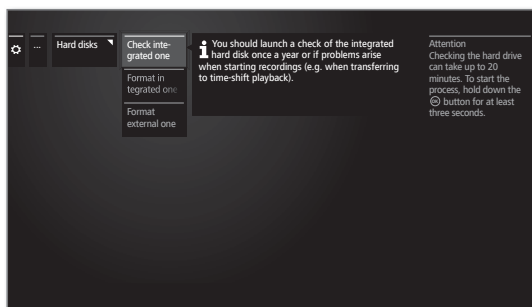 ...
Hard disks
Check inte-
grated one
Format in
tegrated one
Format
external one
You should launch a check of the integrated
hard disk once a year or if problems arise
when starting recordings (e.g. when transferring
to time-shift playback).
Attention
Checking the hard drive
can take up to 20
minutes. To start the
process, hold down the
OK button for at least
three seconds.